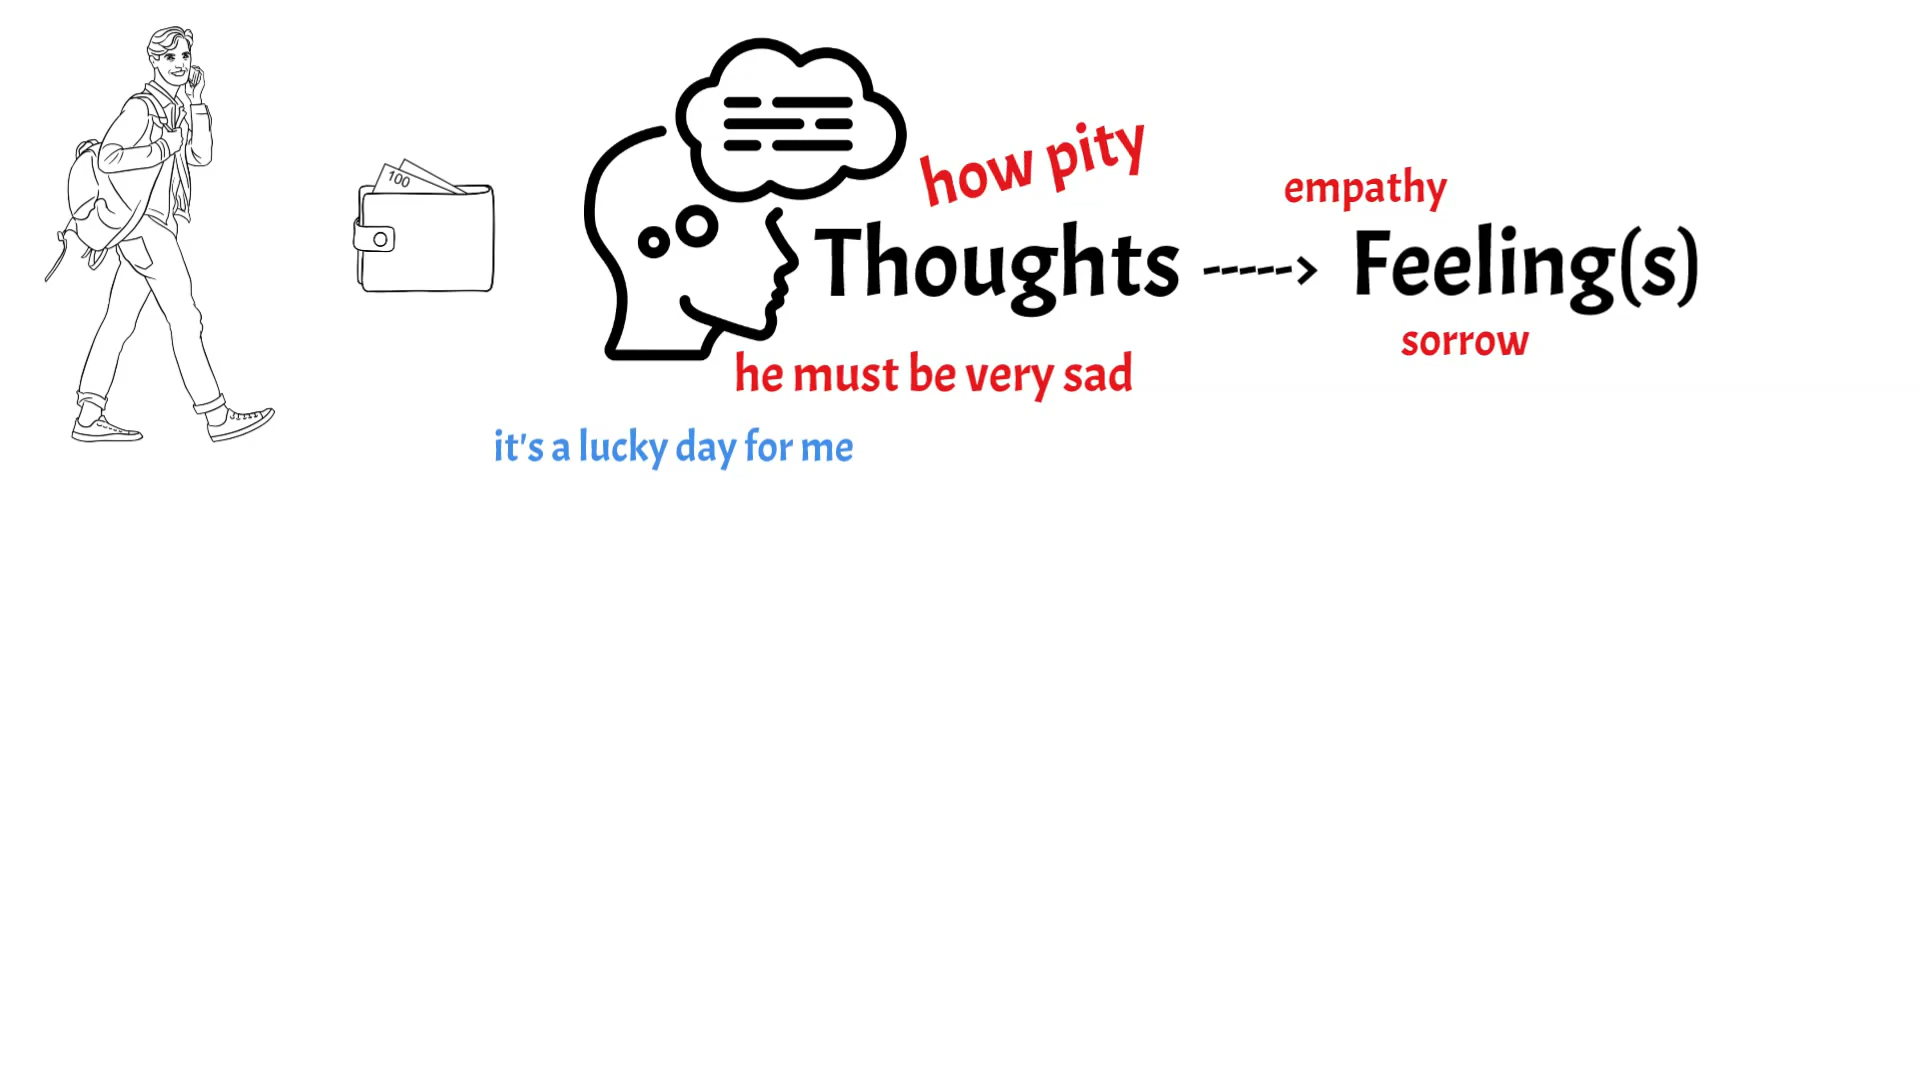 100
how pity
empathy
Thoughts -----> Feeling(s)
sorrow
he must be very sad
it's a lucky day for me